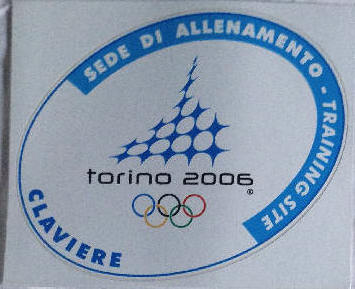 SEDE DI ALLENAMENTO - TRAINING SITE
torino 2006
®
CLAVIERE